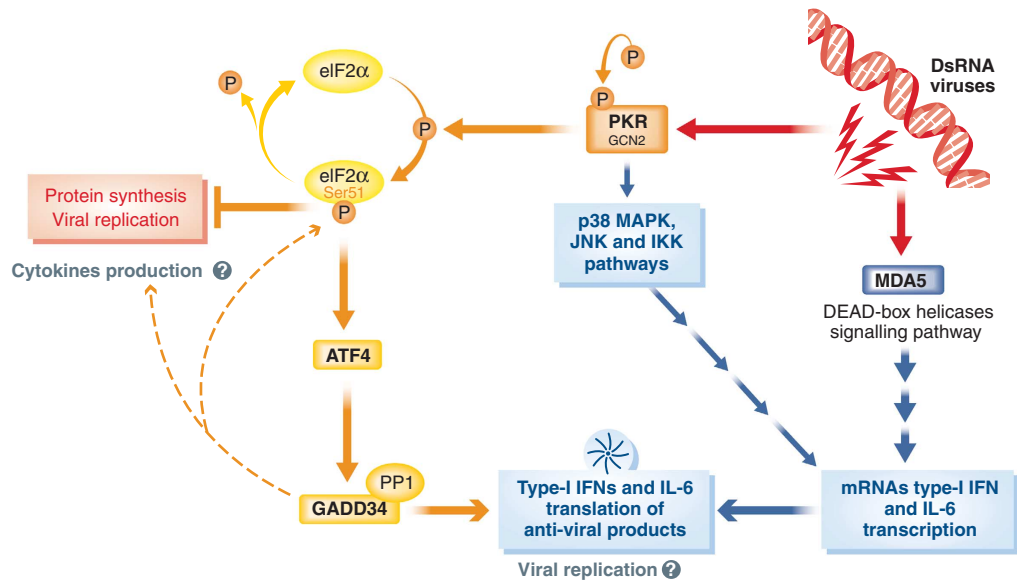 DsRNA
viruses
P
P
PKR
GCN2
eIF2α
P
P
eIF2α
Ser51
P
Protein synthesis
Viral replication
Cytokines production ?
p38 MAPK,
JNK and IKK
pathways
MDA5
DEAD-box helicases
signalling pathway
ATF4
PP1
GADD34
Type-I IFNs and IL-6
translation of
anti-viral products
Viral replication ?
mRNAs type-I IFN
and IL-6
transcription